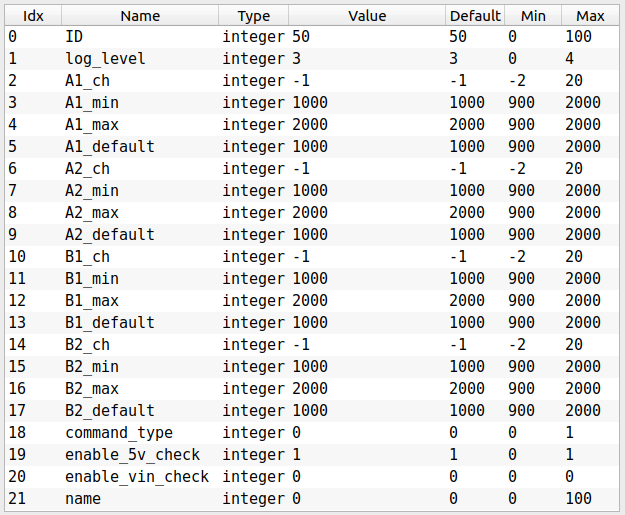 Idx Name Type Value Default Min Max
0 ID integer 50 50 0 100
1 log_level integer 3 3 0 4
2 A1_ch integer -1 -1 -2 20
3 A1_min integer 1000 1000 900 2000
4 A1_max integer 2000 2000 900 2000
5 A1_default integer 1000 1000 900 2000
6 A2_ch integer -1 -1 -2 20
7 A2_min integer 1000 1000 900 2000
8 A2_max integer 2000 2000 900 2000
9 A2_default integer 1000 1000 900 2000
10 B1_ch integer -1 -1 -2 20
11 B1_min integer 1000 1000 900 2000
12 B1_max integer 2000 2000 900 2000
13 B1_default integer 1000 1000 900 2000
14 B2_ch integer -1 -1 -2 20
15 B2_min integer 1000 1000 900 2000
16 B2_max integer 2000 2000 900 2000
17 B2_default integer 1000 1000 900 2000
18 command_type integer 0 0 0 1
19 enable_5v_check integer 1 1 0 1
20 enable_vin_check integer 0 0 0 0
21 name integer 0 0 0 100